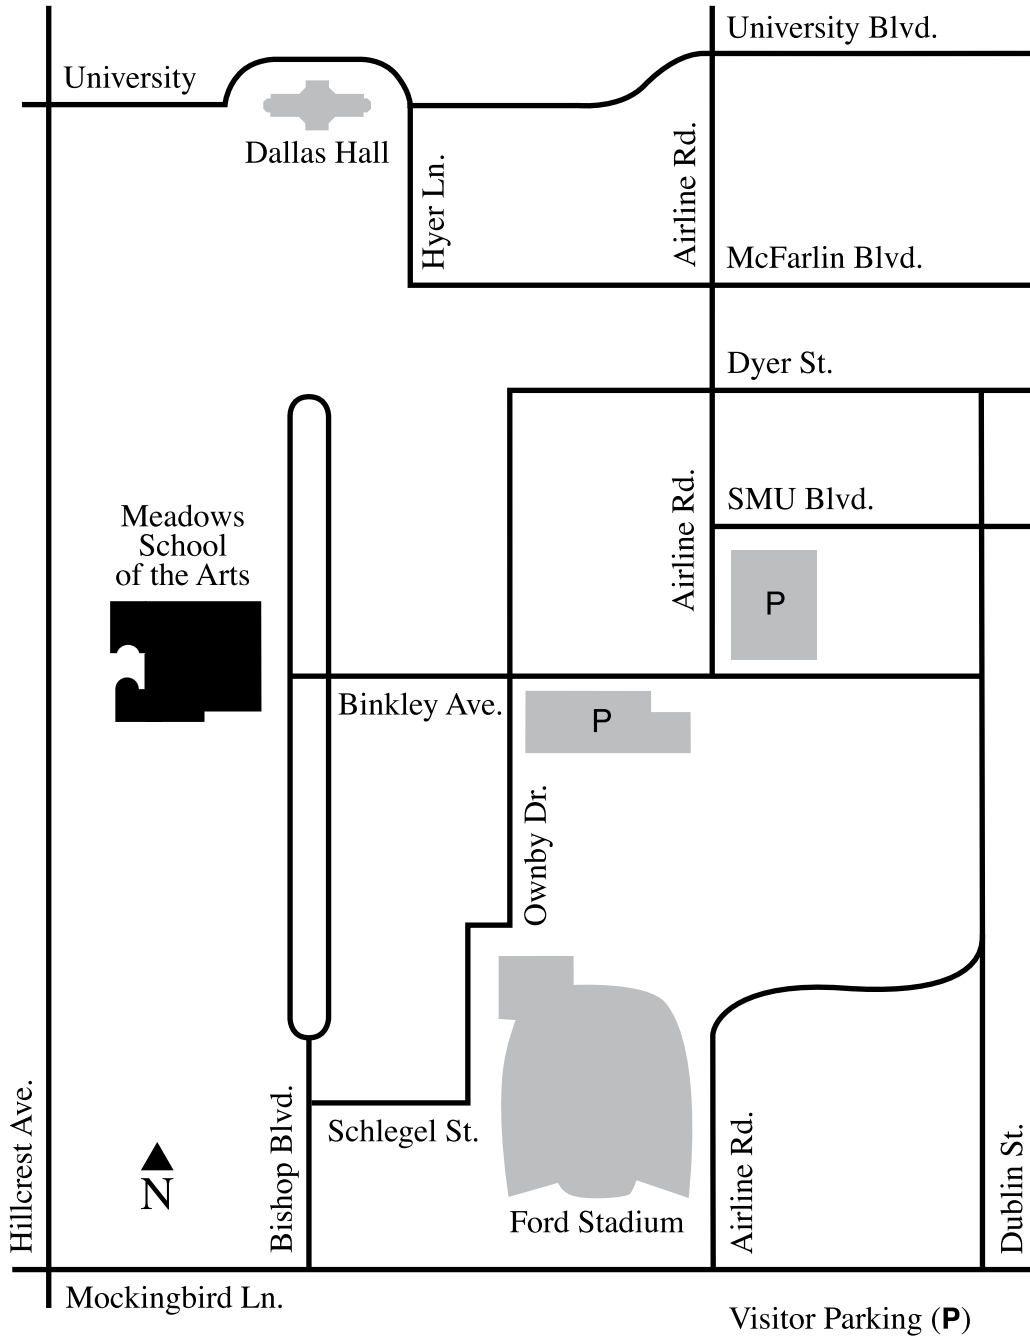 University Blvd.
University
Dallas Hall
Hyer Ln.
Airline Rd.
McFarlin Blvd.
Dyer St.
Airline Rd.
SMU Blvd.
Meadows
School
of the Arts
P
Binkley Ave.
P
Ownby Dr.
Hillcrest Ave.
N
Bishop Blvd.
Schlegel St.
Ford Stadium
Airline Rd.
Dublin St.
Mockingbird Ln.
Visitor Parking (P)